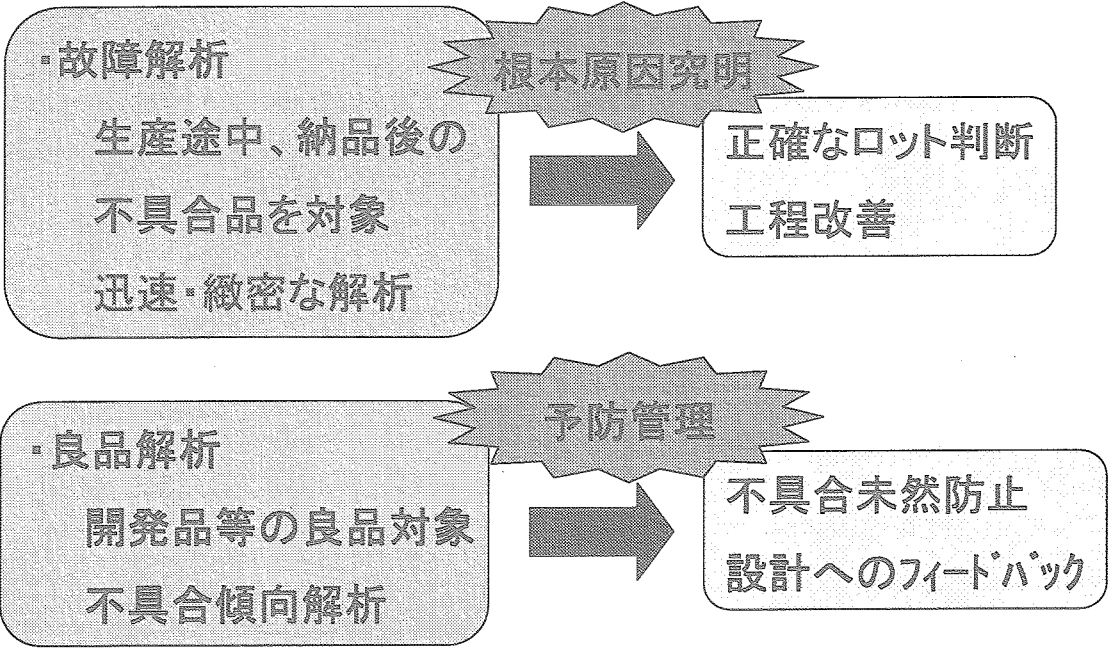 ・故障解析
生産途中、納品後の
不具合品を対象
迅速・緻密な解析
根本原因究明
正確なロット判断
工程改善
・良品解析
開発品等の良品対象
不具合傾向解析
予防管理
不具合未然防止
設計へのフィードバック